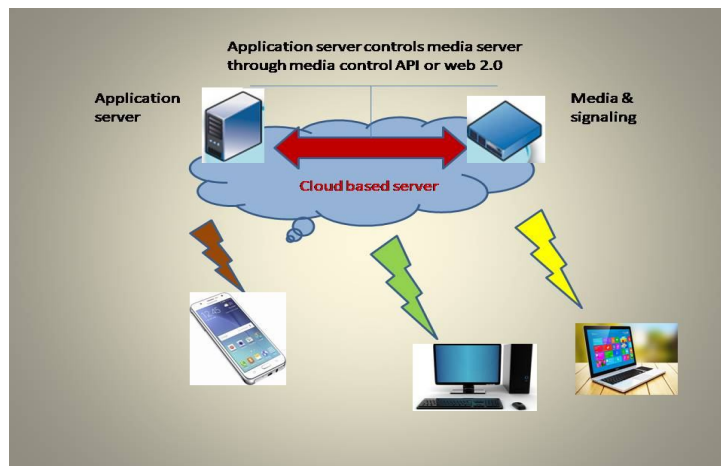 Application server controls media server
through media control API or web 2.0
Application
server
Media &
signaling
Cloud based server